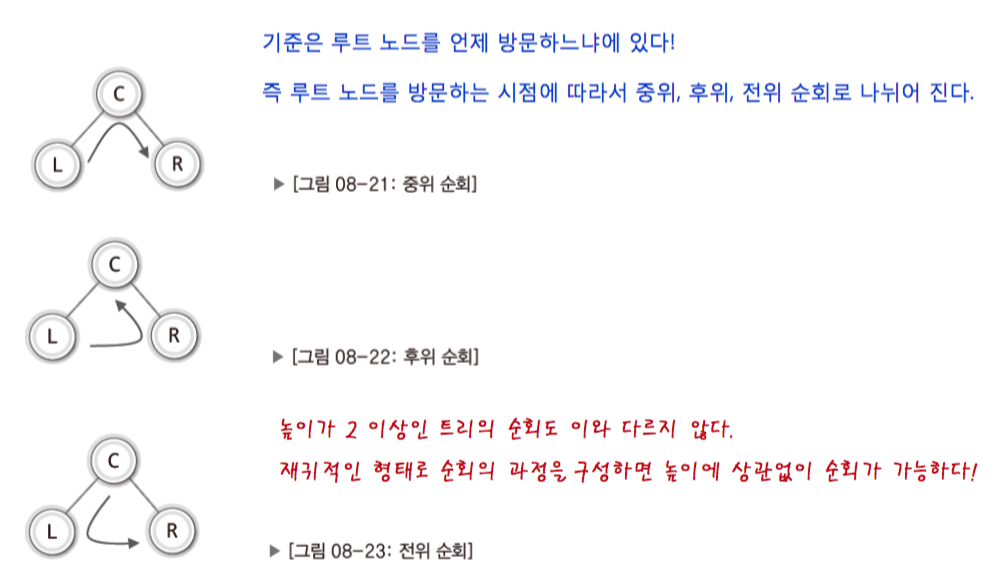 기준은 루트 노드를 언제 방문하느냐에 있다!
즉 루트 노드를 방문하는 시점에 따라서 중위, 후위, 전위 순회로 나뉘어 진다.
C
L
R
▶ [그림 08-21: 중위 순회]
C
L
R
▶ [그림 08-22: 후위 순회]
높이가 2 이상인 트리의 순회도 이와 다르지 않다.
재귀적인 형태로 순회의 과정을 구성하면 높이에 상관없이 순회가 가능하다!
C
L
R
▶ [그림 08-23: 전위 순회]